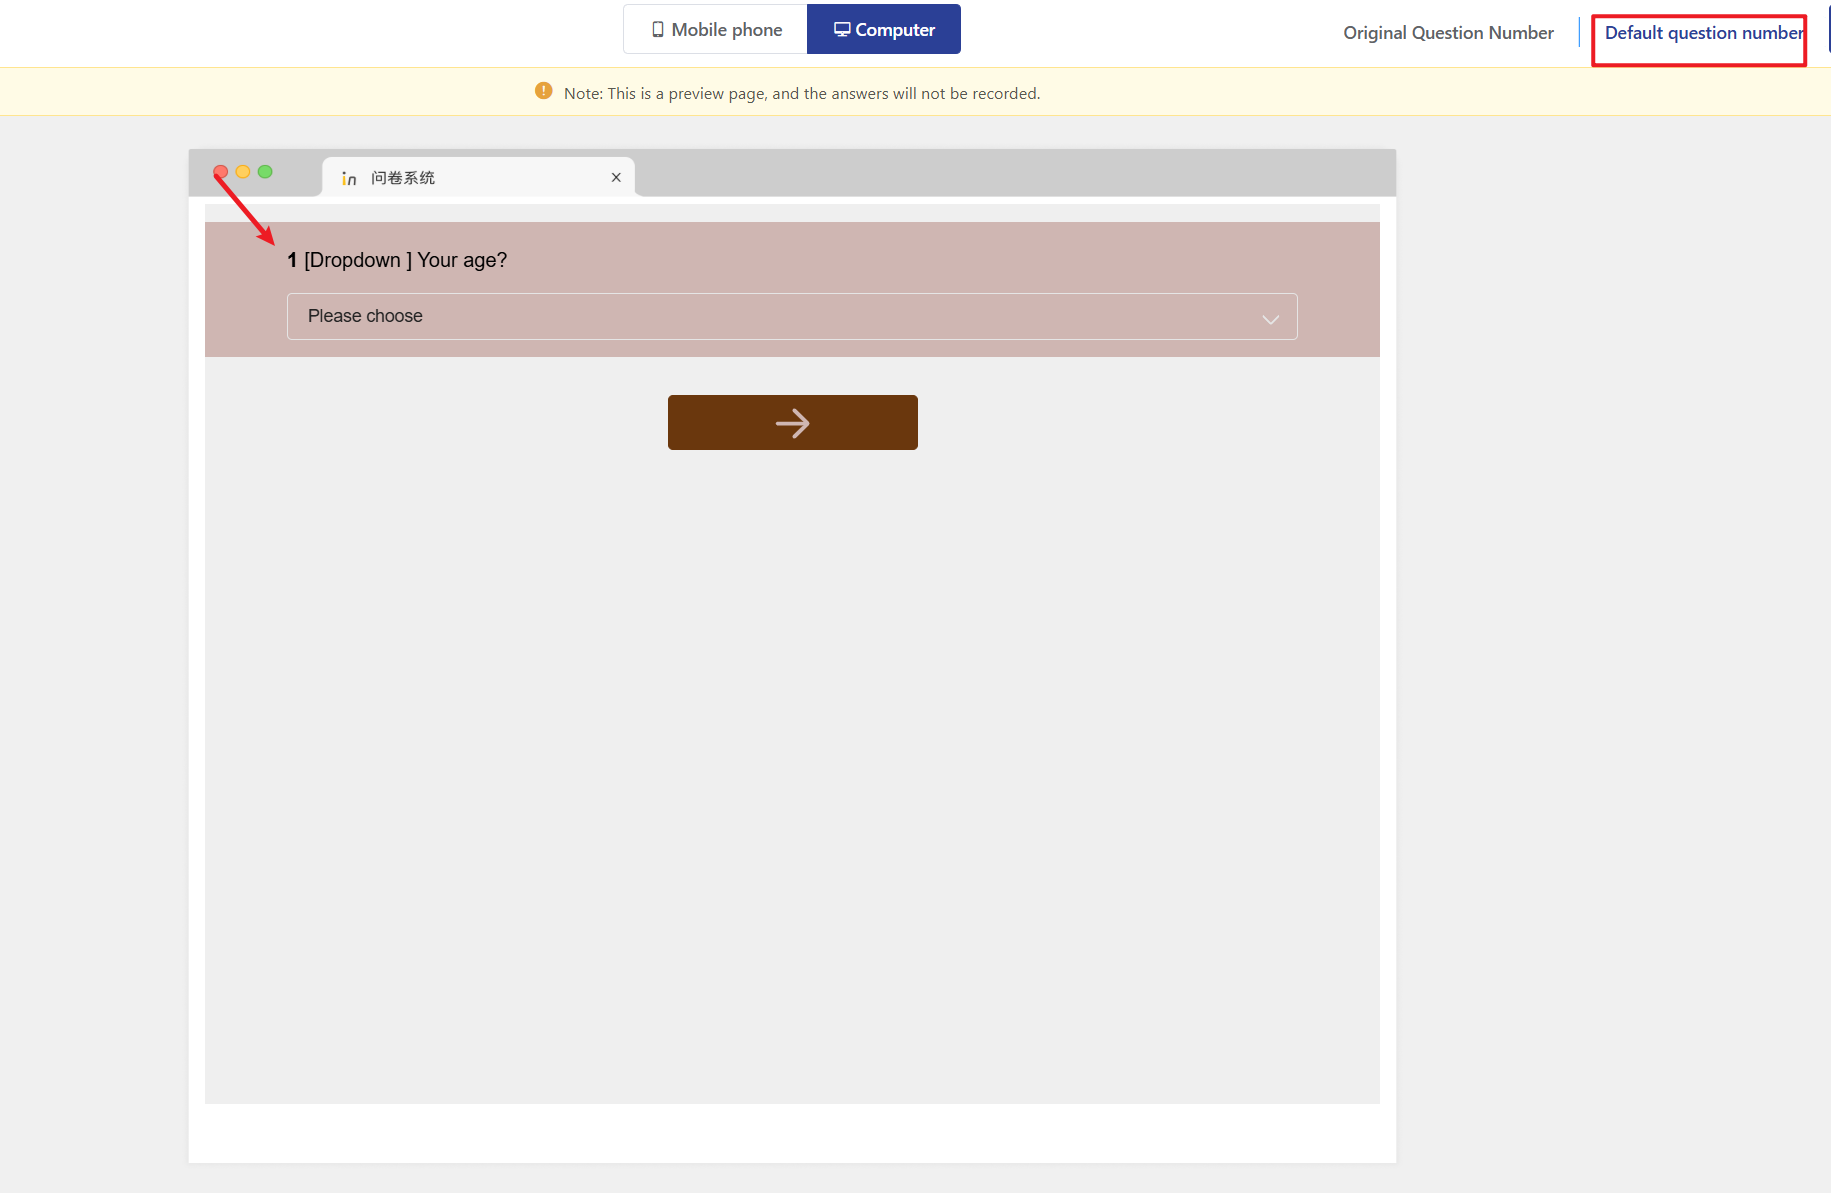 Mobile phone
Computer
Original Question Number
Default question number
Note: This is a preview page, and the answers will not be recorded.
in 问卷系统
1 [Dropdown ] Your age?
Please choose